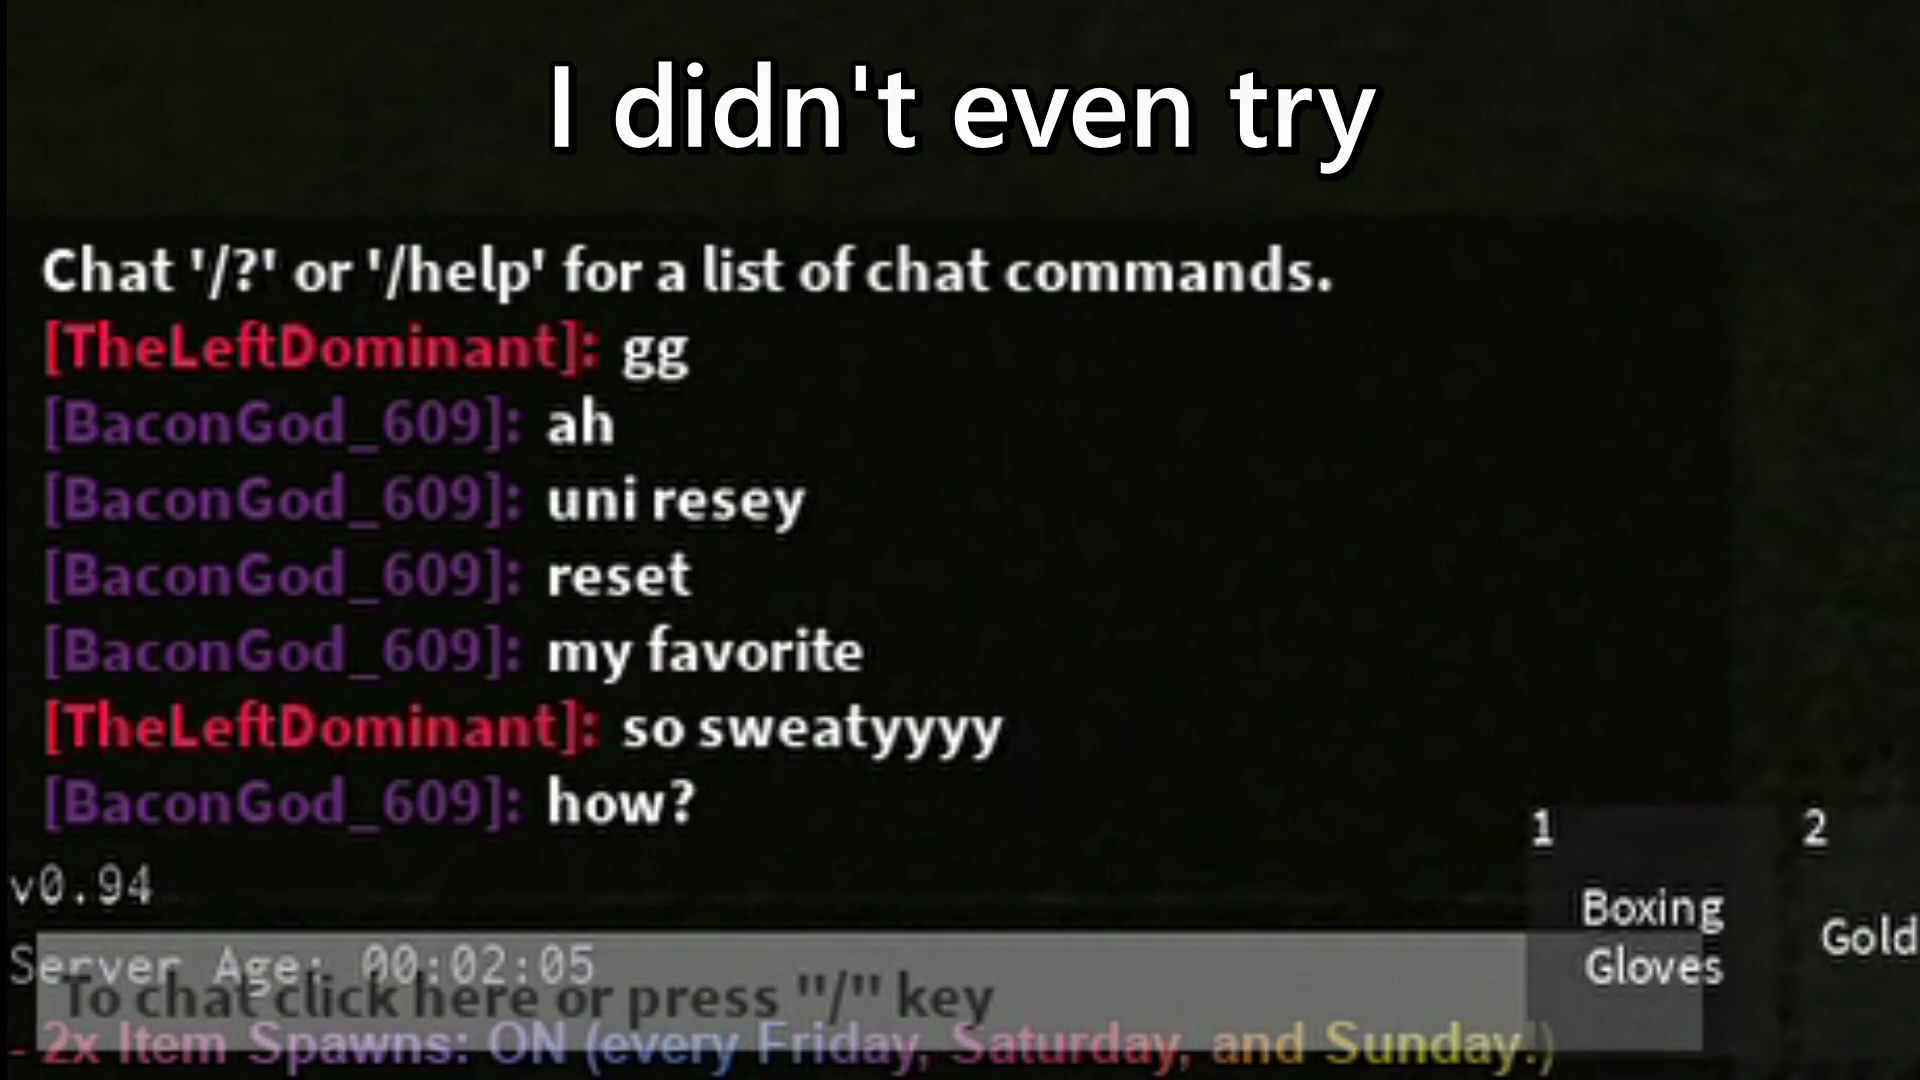 I didn't even try
Chat '/?' or '/help' for a list of chat commands.
[TheLeftDominant]: gg
[BaconGod_609]: ah
[BaconGod_609]: uni resey
[BaconGod_609]: reset
[BaconGod_609]: my favorite
[TheLeftDominant]: so sweatyyyy
[BaconGod_609]: how?
1
2
v0.94
Boxing
Gloves
Gold
Server Age: 00:02:05
To chat click here or press "/" key
- 2x Item Spawns: ON (every Friday, Saturday, and Sunday.)